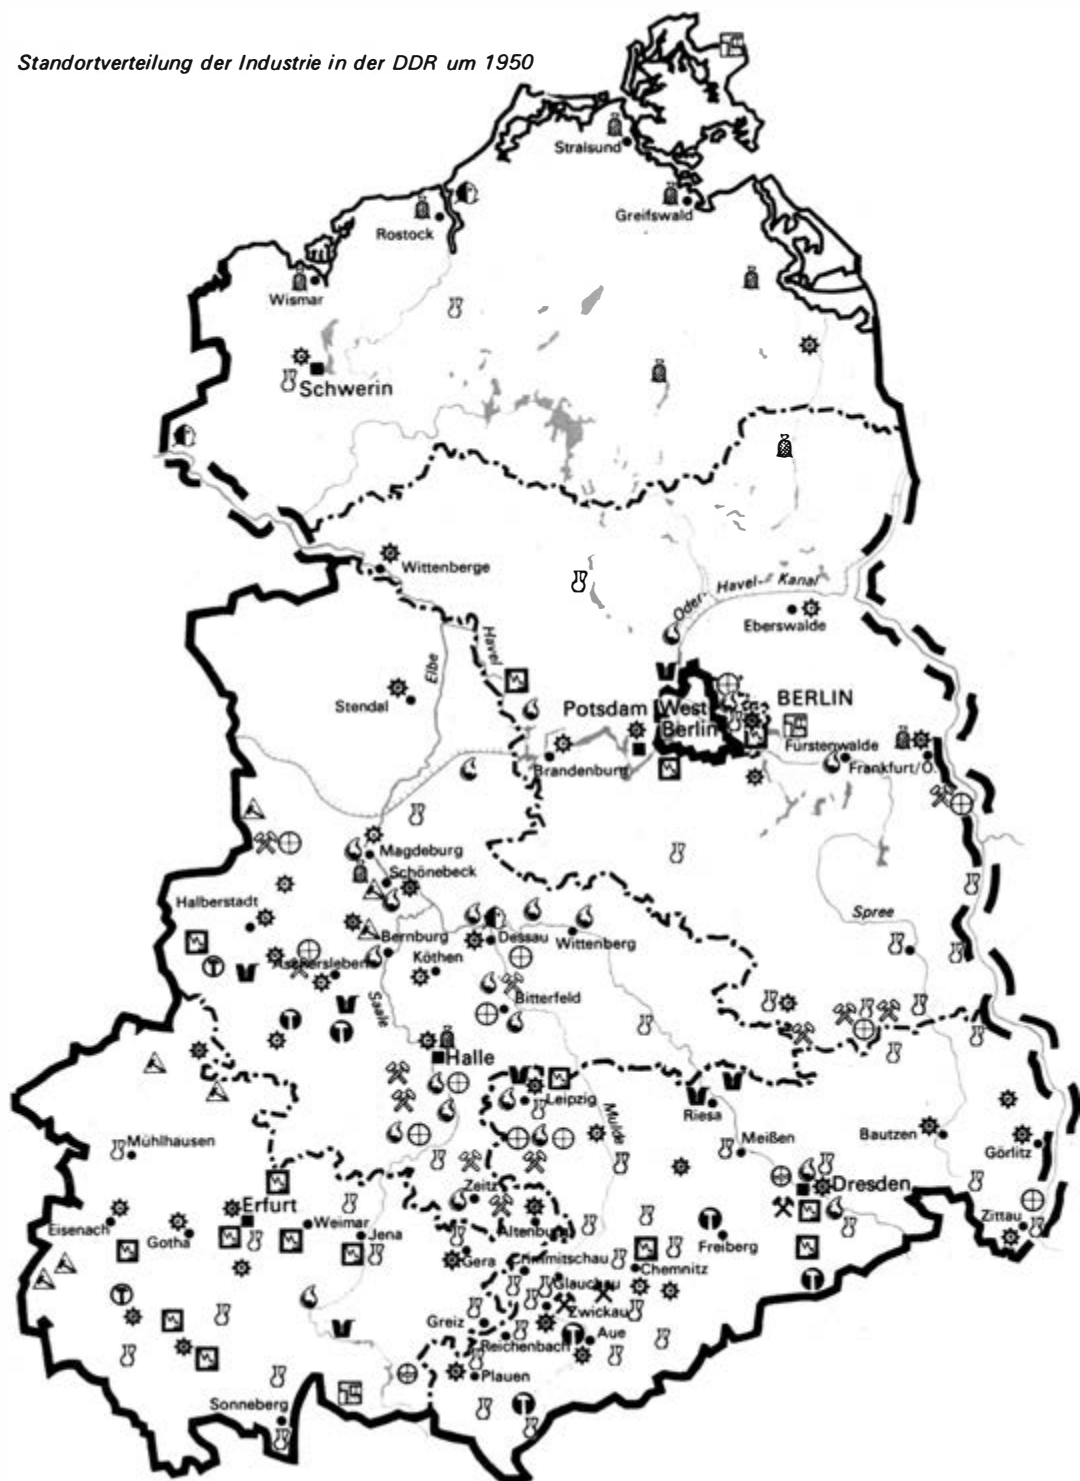 Standortverteilung der Industrie in der DDR um 1950
Stralsund
Greifswald
Rostock
Wismar
Schwerin
Wittenberge
Oder-Havel-Kanal
Eberswalde
Havel
Elbe
Stendal
Potsdam
West
Berlin
BERLIN
Brandenburg
Fürstenwalde
Frankfurt/O.
Magdeburg
Schönebeck
Halberstadt
Spree
Bernburg
Dessau
Wittenberg
Aschersleben
Köthen
Saale
Bitterfeld
Halle
Leipzig
Mulde
Riesa
Meißen
Bautzen
Görlitz
Mühlhausen
Zeitz
Dresden
Erfurt
Eisenach
Gotha
Weimar
Jena
Altenburg
Freiberg
Zittau
Gera
Crimmitschau
Chemnitz
Glauchau
Zwickau
Greiz
Reichenbach
Aue
Plauen
Sonneberg